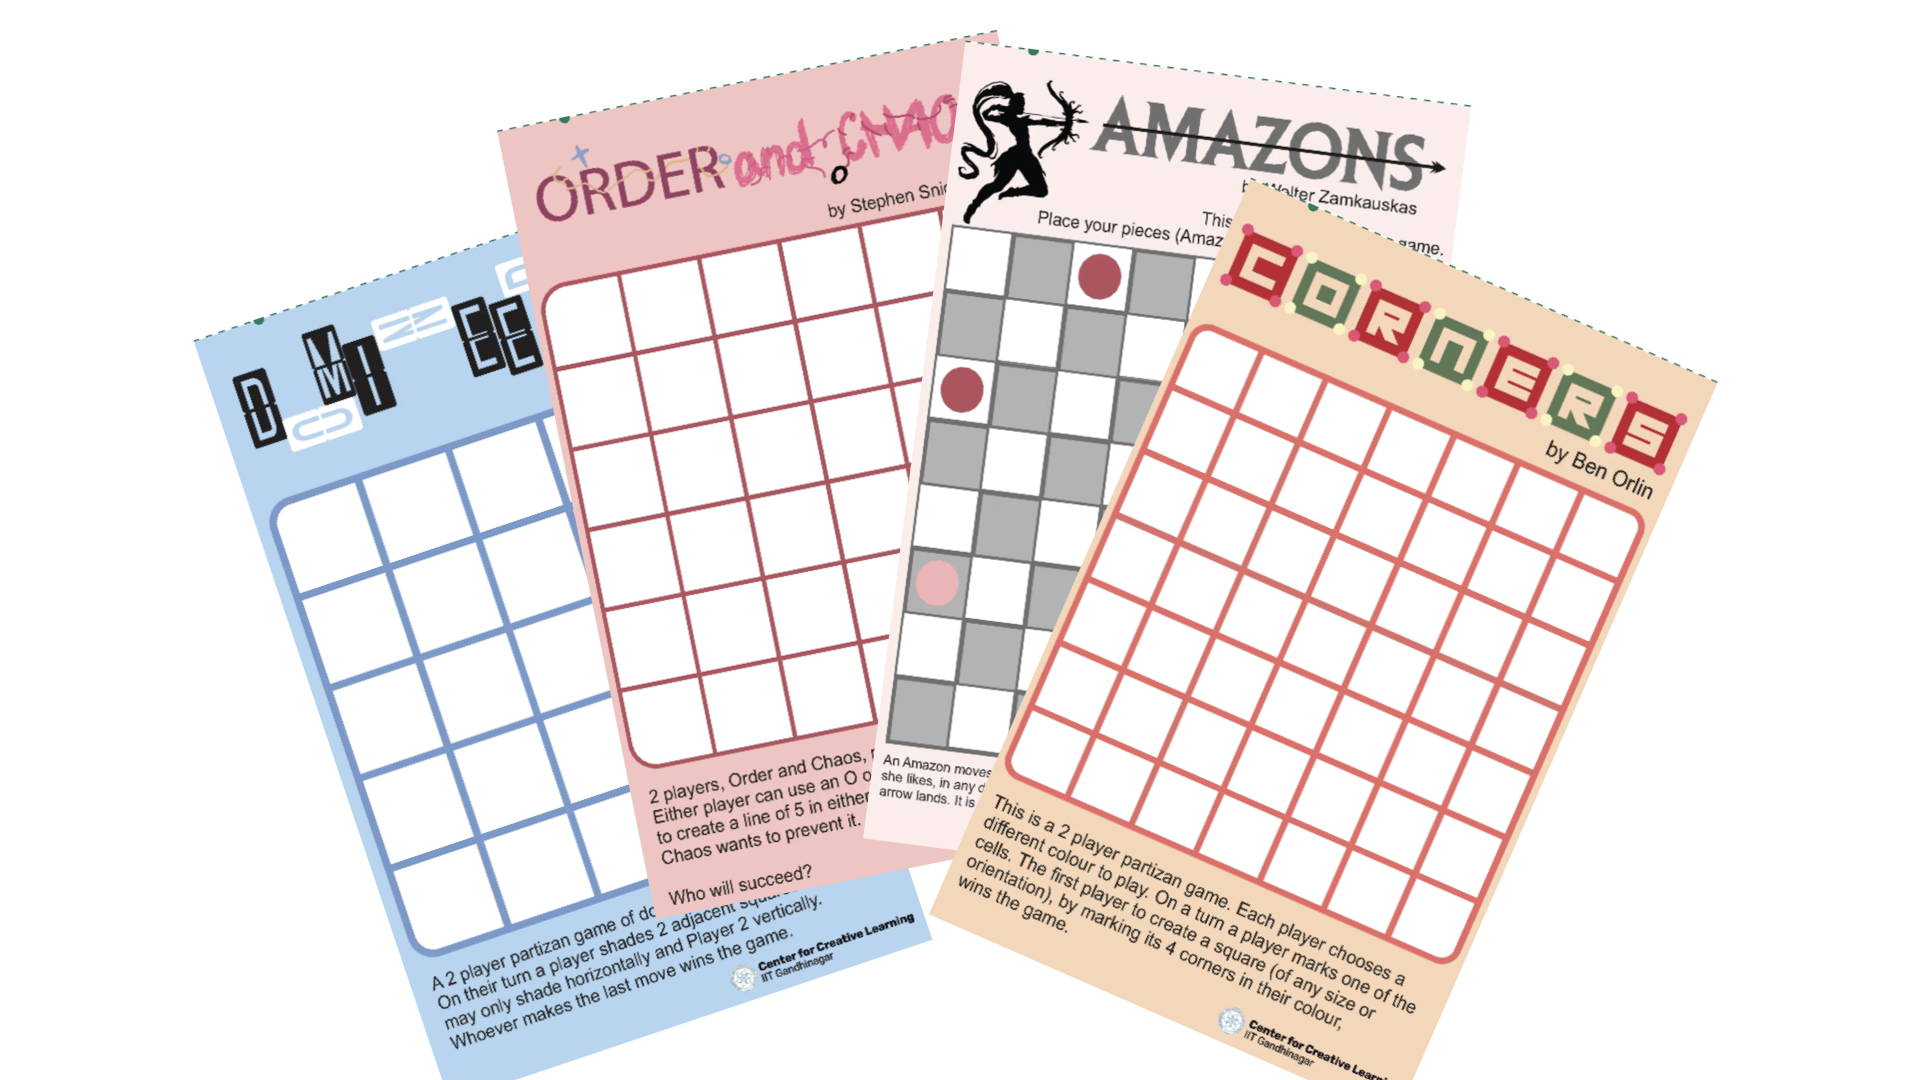 DOMINEERING
A 2 player partizan game of
On their turn a player shades 2 adjacent
may only shade horizontally and Player 2 vertically.
Whoever makes the last move wins the game.
Center for Creative Learning
IIT Gandhinagar
ORDER and CHAO
by Stephen
2 players, Order and Chaos,
Either player can use an O
to create a line of 5 in either
Chaos wants to prevent it.
Who will succeed?
AMAZONS
by Walter Zamkauskas
This game.
Place your pieces (Amaz
An Amazon moves
she likes, in any
arrow lands. It is
CORNERS
by Ben Orlin
This is a 2 player partizan game. Each player chooses a
different colour to play. On a turn a player marks one of the
cells. The first player to create a square (of any size or
orientation), by marking its 4 corners in their colour,
wins the game.
Center for Creative Learni
IIT Gandhinagar